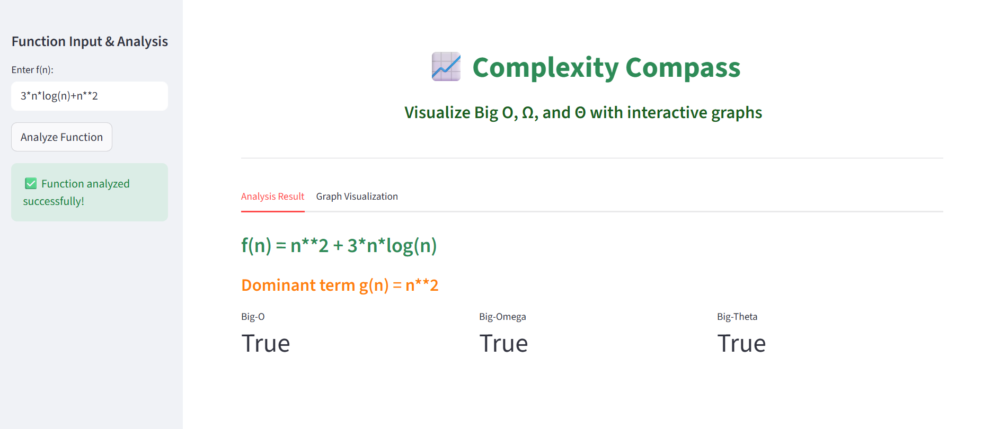 Function Input & Analysis
Enter f(n):
3*n*log(n)+n**2
Analyze Function
Function analyzed
successfully!
Complexity Compass
Visualize Big O, Ω, and Θ with interactive graphs
Analysis Result
Graph Visualization
f(n) = n**2 + 3*n*log(n)
Dominant term g(n) = n**2
Big-O
True
Big-Omega
True
Big-Theta
True